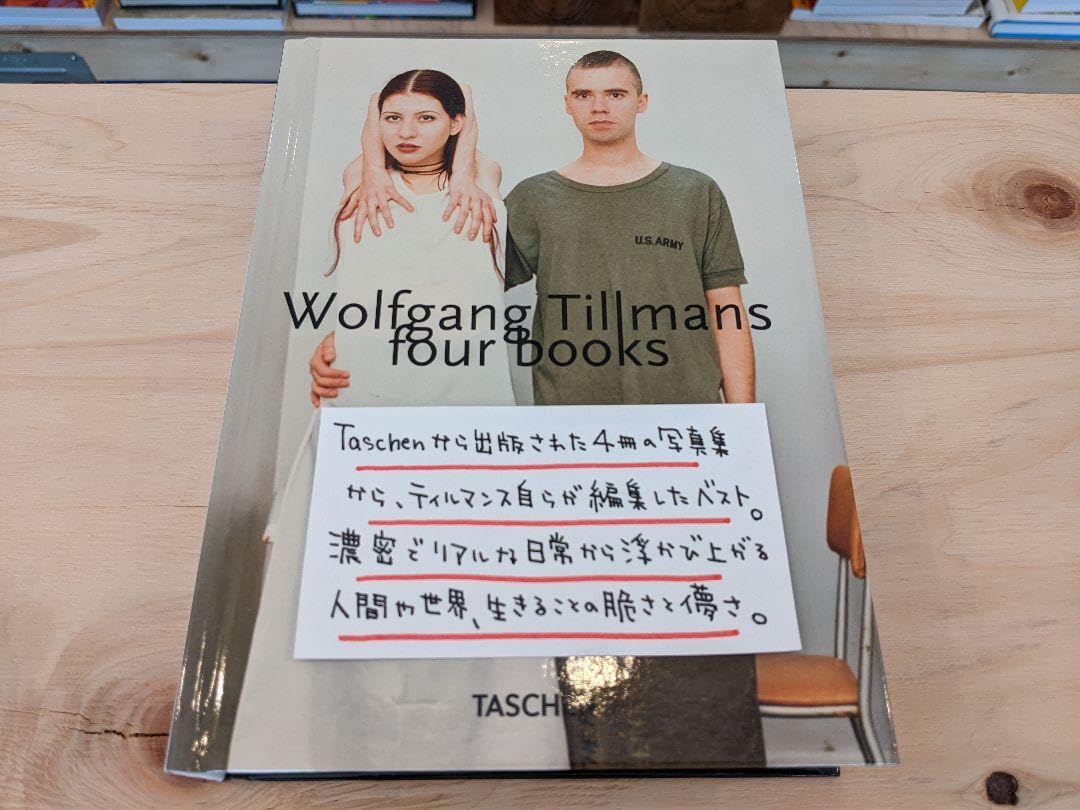 U.S. ARMY
Wolfgang Tillmans
four books
Taschenから出版された4冊の写真集
から、ティルマンス自らが編集したベスト。
濃密でリアルな日常から浮かび上がる
人間や世界、生きることの脆さと儚さ。
TASCHEN